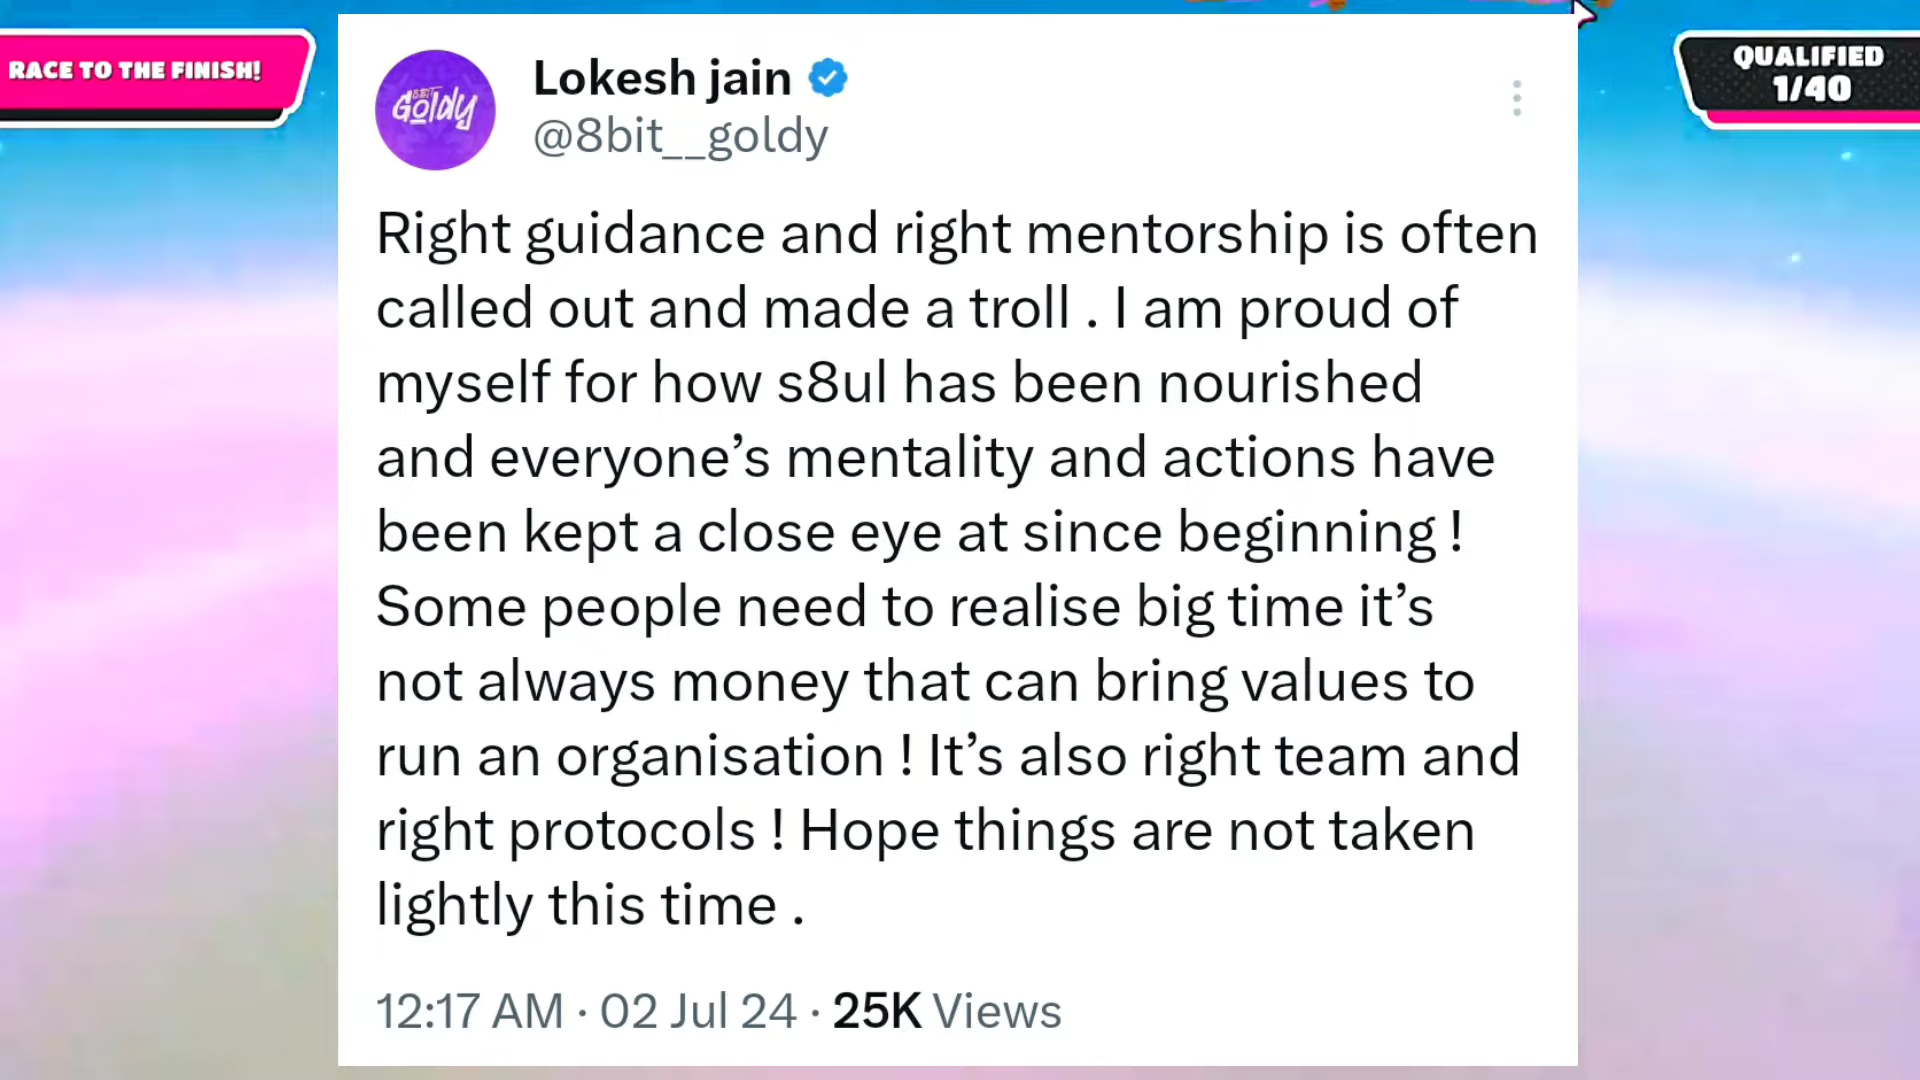 RACE TO THE FINISH!
QUALIFIED
1/40
8BIT
GOldy
Lokesh jain
@8bit__goldy
Right guidance and right mentorship is often
called out and made a troll . I am proud of
myself for how s8ul has been nourished
and everyone’s mentality and actions have
been kept a close eye at since beginning !
Some people need to realise big time it’s
not always money that can bring values to
run an organisation ! It’s also right team and
right protocols ! Hope things are not taken
lightly this time .
12:17 AM · 02 Jul 24 · 25K Views